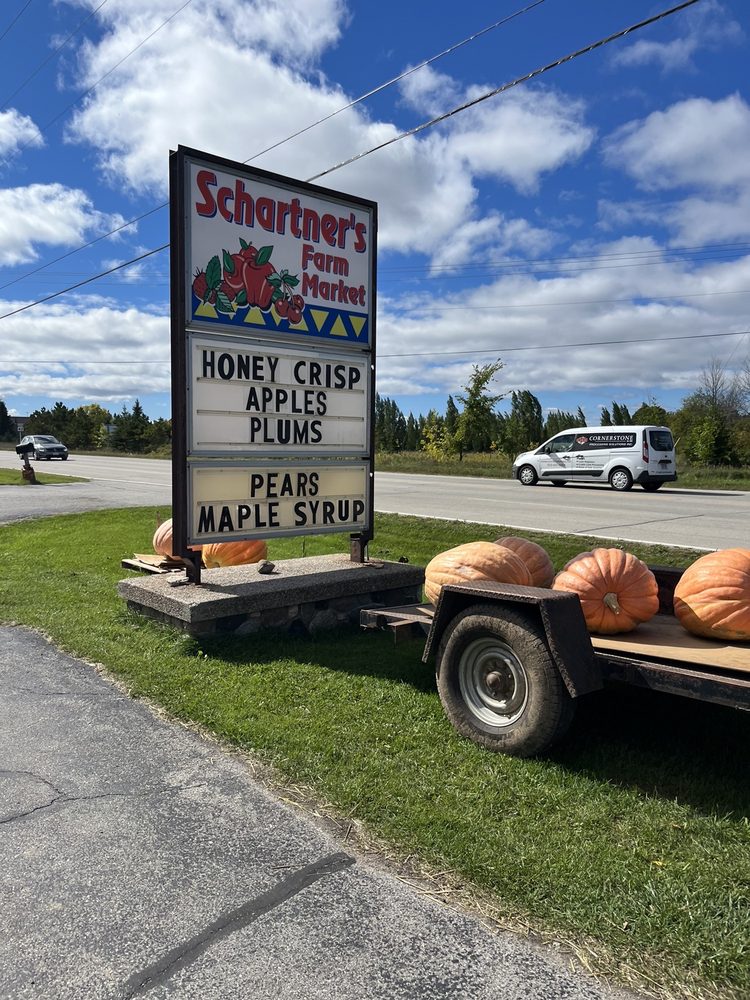 Schartner's
Farm
Market
HONEY CRISP
APPLES
PLUMS
PEARS
MAPLE SYRUP
CORNERSTONE